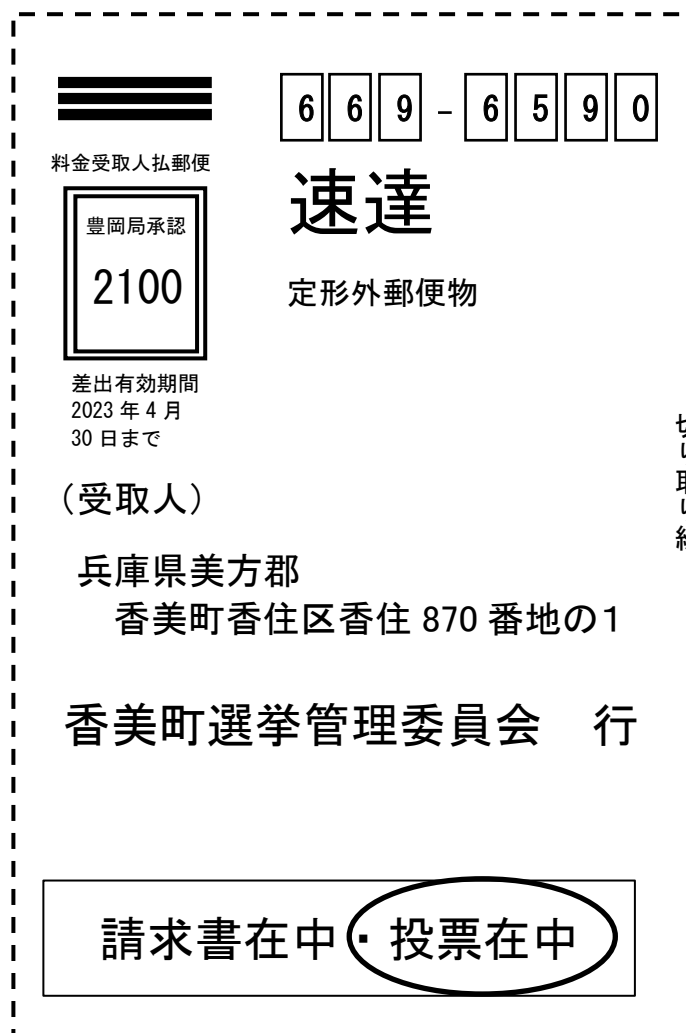 669-6590
料金受取人払郵便
速達
豊岡局承認
2100
定形外郵便物
差出有効期間
2023年4月
30日まで
（受取人）
兵庫県美方郡
香美町香住区香住870番地の1
香美町選挙管理委員会　行
請求書在中・投票在中
切り取り